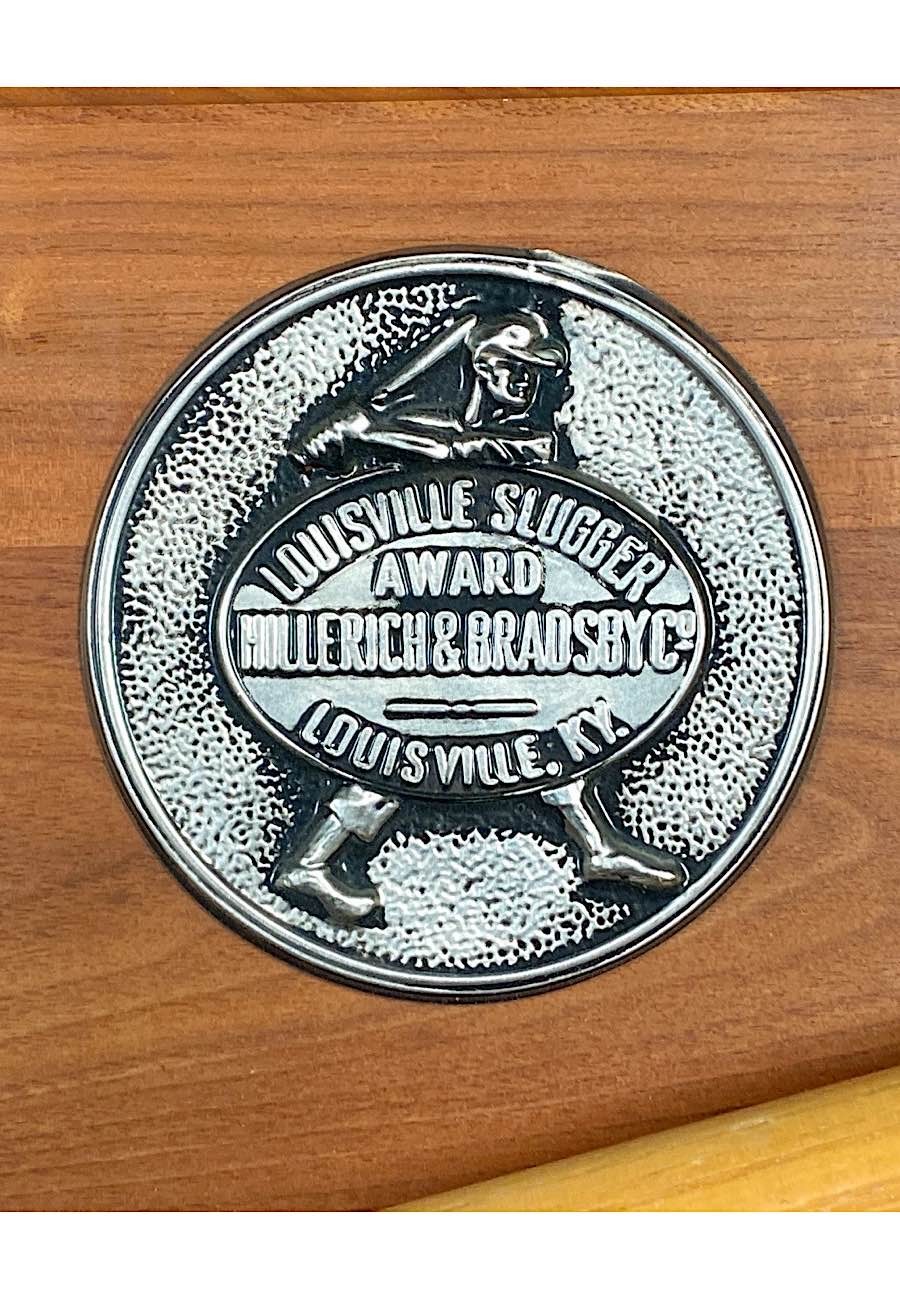 LOUISVILLE SLUGGER
AWARD
HILLERICH & BRADSBY Co
LOUISVILLE, KY.